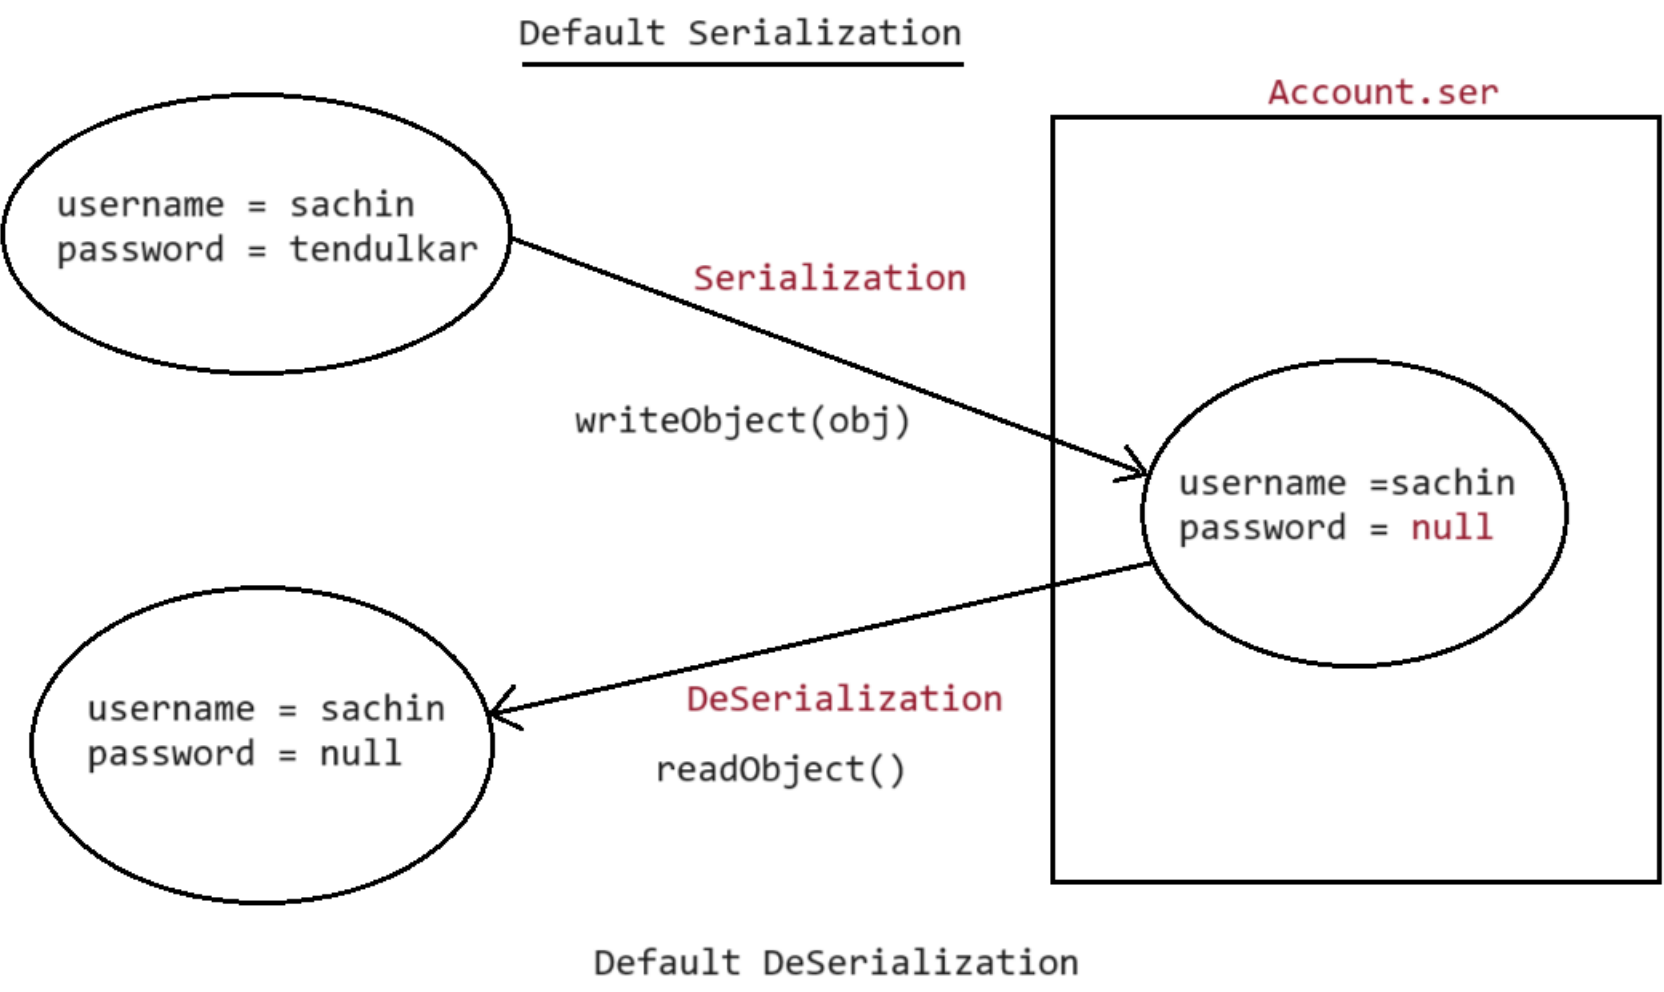 Default Serialization
Account.ser
username = sachin
password = tendulkar
Serialization
writeObject(obj)
username =sachin
password = null
username = sachin
password = null
DeSerialization
readObject()
Default DeSerialization